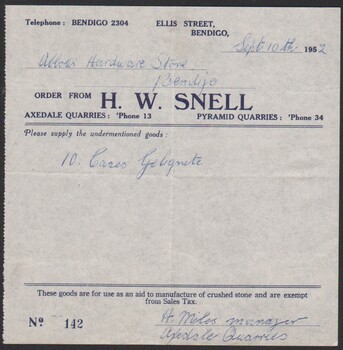 Telephone : BENDIGO 2304
ELLIS STREET,
BENDIGO,
Sept 10th 1952
Hardware Store
Bendigo
ORDER FROM H. W. SNELL
AXEDALE QUARRIES : 'Phone 13
PYRAMID QUARRIES : 'Phone 34
Please supply the undermentioned goods :
10. Cases Gelignite
These goods are for use as an aid to manufacture of crushed stone and are exempt
from Sales Tax.
No 142
A. Miles manager
Axedale Quarries